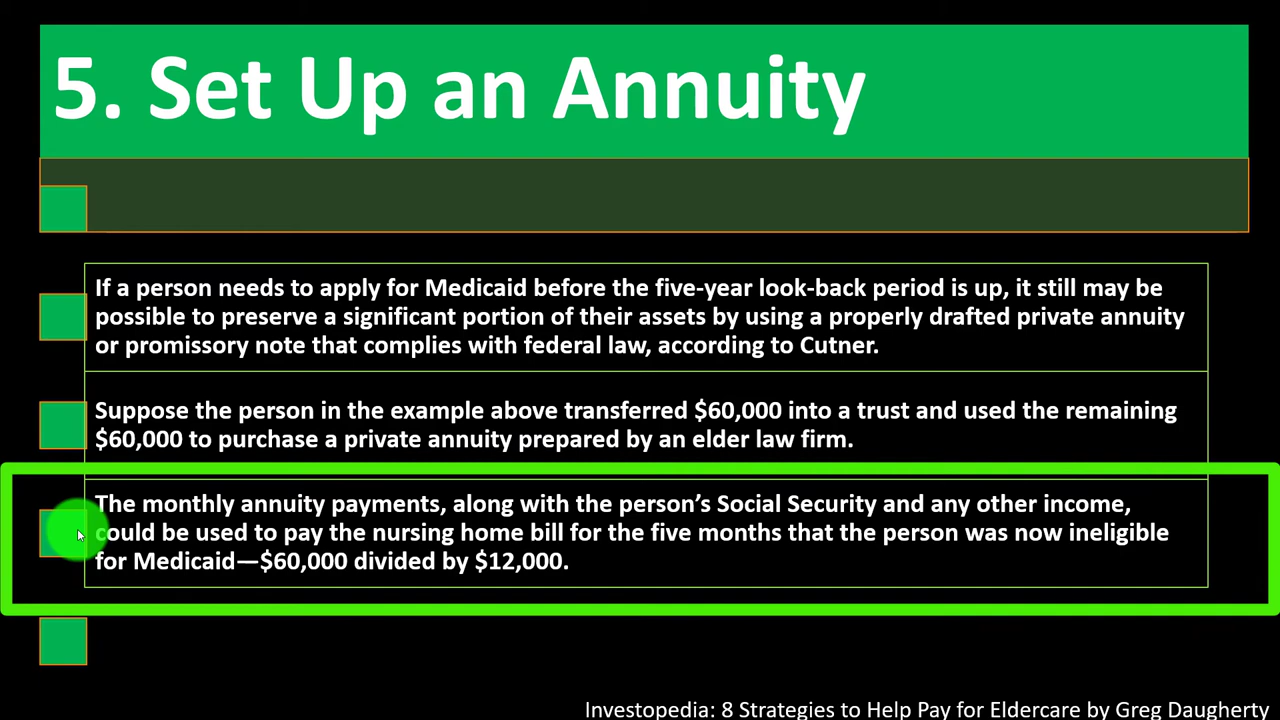 5. Set Up an Annuity
If a person needs to apply for Medicaid before the five-year look-back period is up, it still may be
possible to preserve a significant portion of their assets by using a properly drafted private annuity
or promissory note that complies with federal law, according to Cutner.
Suppose the person in the example above transferred $60,000 into a trust and used the remaining
$60,000 to purchase a private annuity prepared by an elder law firm.
The monthly annuity payments, along with the person’s Social Security and any other income,
could be used to pay the nursing home bill for the five months that the person was now ineligible
for Medicaid—$60,000 divided by $12,000.
Investopedia: 8 Strategies to Help Pay for Eldercare by Greg Daugherty